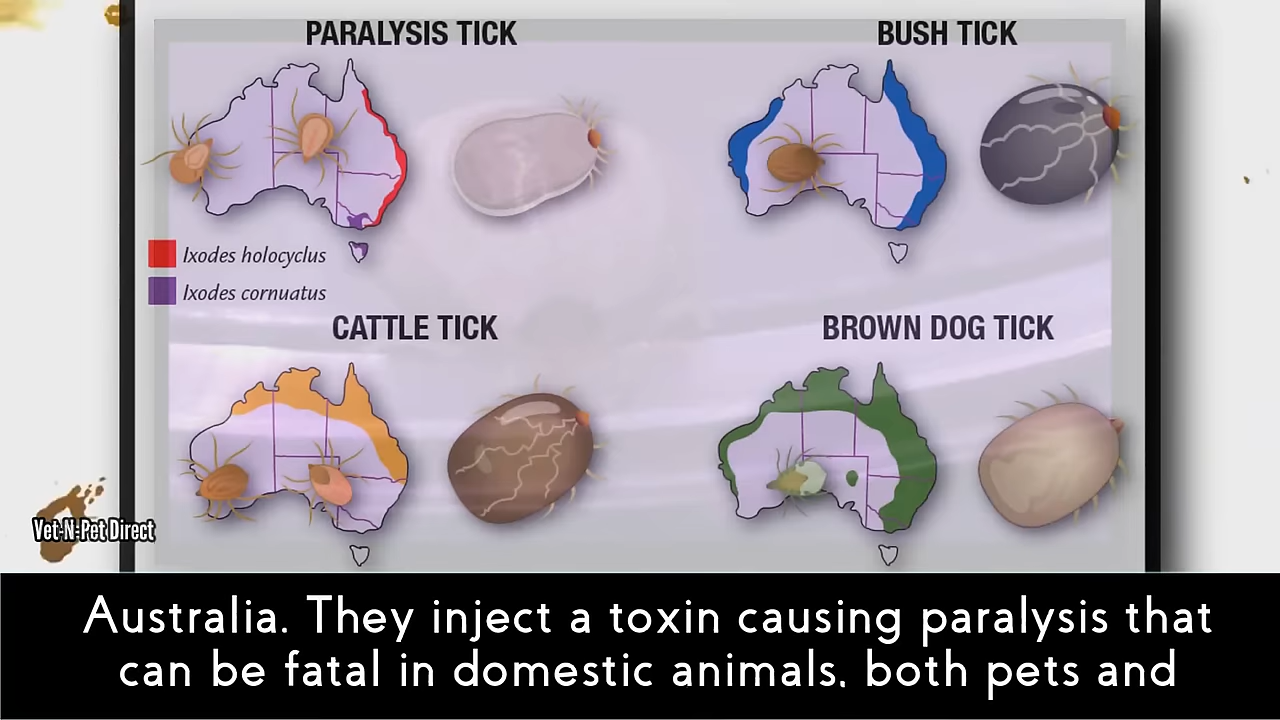 PARALYSIS TICK
BUSH TICK
Ixodes holocyclus
Ixodes cornuatus
CATTLE TICK
BROWN DOG TICK
Vet-N-Pet Direct
Australia. They inject a toxin causing paralysis that
can be fatal in domestic animals, both pets and